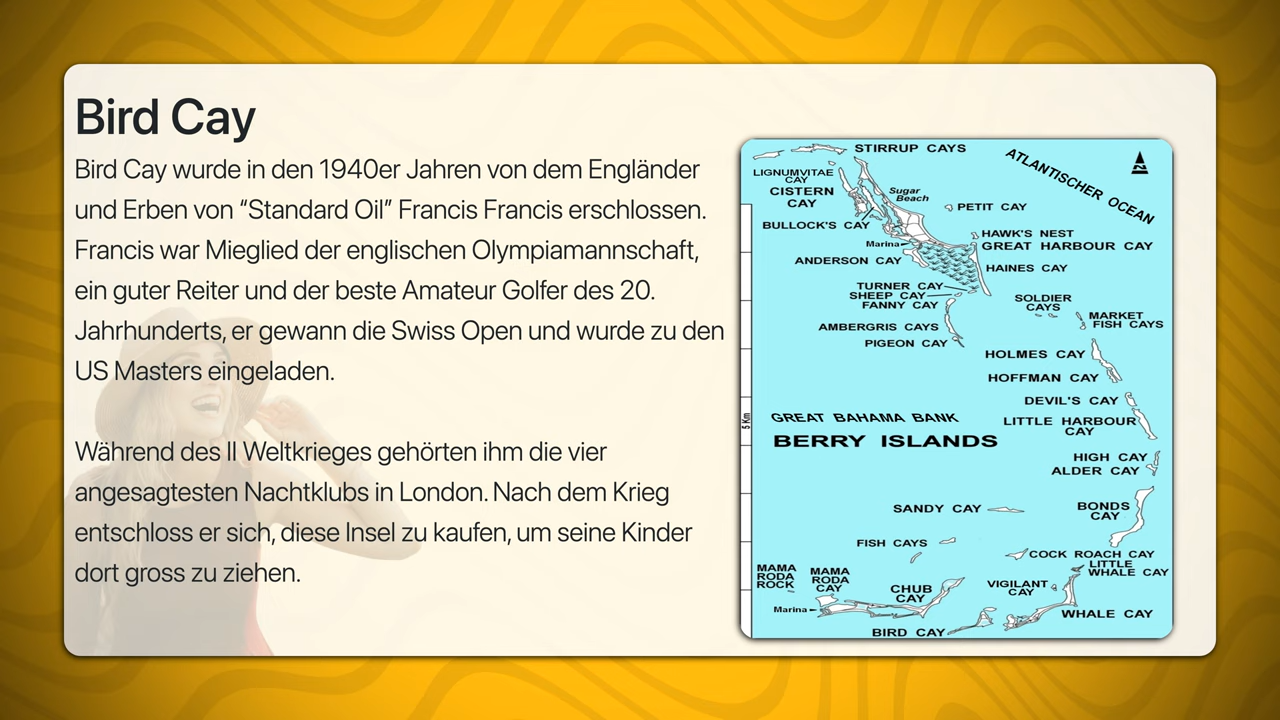 Bird Cay
Bird Cay wurde in den 1940er Jahren von dem Engländer
und Erben von “Standard Oil” Francis Francis erschlossen.
Francis war Mieglied der englischen Olympiamannschaft,
ein guter Reiter und der beste Amateur Golfer des 20.
Jahrhunderts, er gewann die Swiss Open und wurde zu den
US Masters eingeladen.
Während des II Weltkrieges gehörten ihm die vier
angesagtesten Nachtklubs in London. Nach dem Krieg
entschloss er sich, diese Insel zu kaufen, um seine Kinder
dort gross zu ziehen.
STIRRUP CAYS
ATLANTISCHER OCEAN
N
LIGNUMVITAE
CAY
CISTERN
CAY
Sugar
Beach
PETIT CAY
BULLOCK'S CAY
HAWK'S NEST
Marina
GREAT HARBOUR CAY
ANDERSON CAY
HAINES CAY
TURNER CAY
SHEEP CAY
FANNY CAY
SOLDIER
CAYS
MARKET
FISH CAYS
AMBERGRIS CAYS
PIGEON CAY
HOLMES CAY
HOFFMAN CAY
DEVIL'S CAY
5 Km
GREAT BAHAMA BANK
LITTLE HARBOUR
CAY
BERRY ISLANDS
HIGH CAY
ALDER CAY
SANDY CAY
BONDS
CAY
FISH CAYS
COCK ROACH CAY
LITTLE
WHALE CAY
MAMA
RODA
ROCK
MAMA
RODA
CAY
CHUB
CAY
VIGILANT
CAY
Marina
WHALE CAY
BIRD CAY